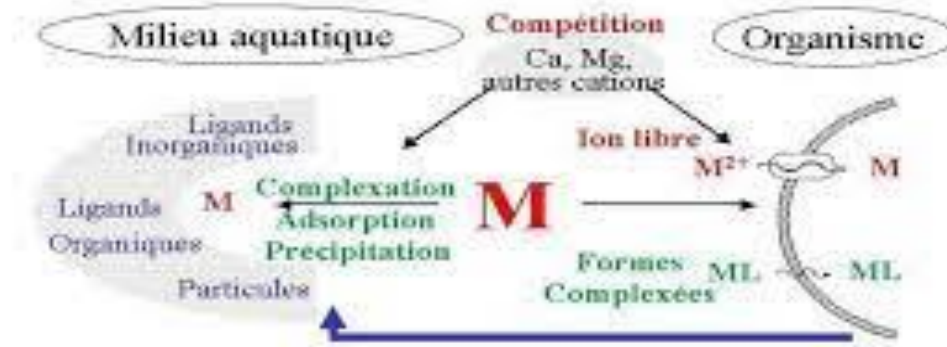 Milieu aquatique
Compétition
Ca, Mg,
autres cations
Organisme
Ligands
Inorganiques
Ion libre
M²⁺
M
Ligands
Organiques
M
Complexation
Adsorption
Précipitation
M
Formes
Complexées
ML
ML
Particules